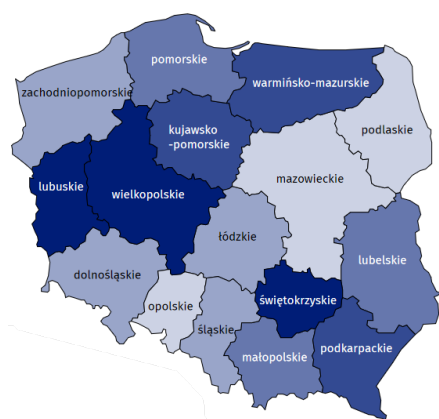 pomorskie
warmińsko-mazurskie
zachodniopomorskie
podlaskie
kujawsko
-pomorskie
mazowieckie
lubuskie
wielkopolskie
łódzkie
lubelskie
dolnośląskie
świętokrzyskie
opolskie
śląskie
podkarpackie
małopolskie